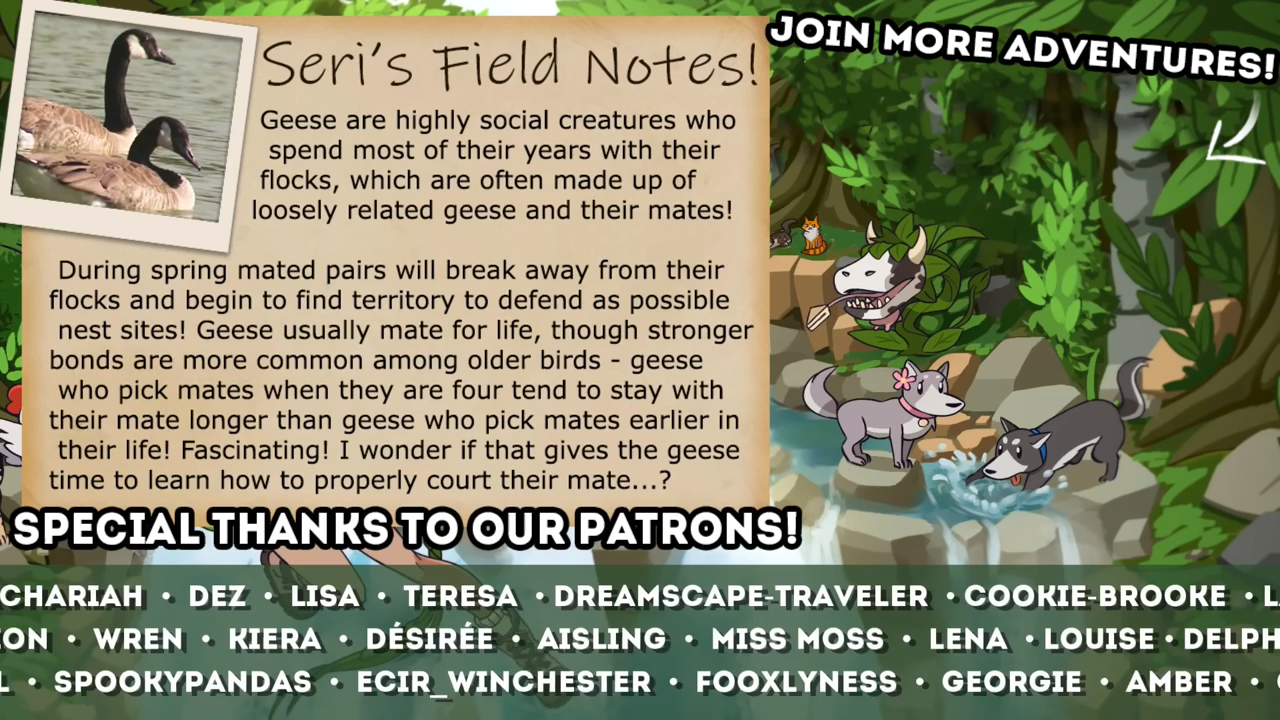 Seri's Field Notes!
JOIN MORE ADVENTURES!
Geese are highly social creatures who
spend most of their years with their
flocks, which are often made up of
loosely related geese and their mates!
During spring mated pairs will break away from their
flocks and begin to find territory to defend as possible
nest sites! Geese usually mate for life, though stronger
bonds are more common among older birds - geese
who pick mates when they are four tend to stay with
their mate longer than geese who pick mates earlier in
their life! Fascinating! I wonder if that gives the geese
time to learn how to properly court their mate...?
SPECIAL THANKS TO OUR PATRONS!
CHARIAH • DEZ • LISA • TERESA • DREAMSCAPE-TRAVELER • COOKIE-BROOKE • L
ION • WREN • KIERA • DÉSIRÉE • AISLING • MISS MOSS • LENA • LOUISE • DELPH
L • SPOOKYPANDAS • ECIR_WINCHESTER • FOOXLYNESS • GEORGIE • AMBER •